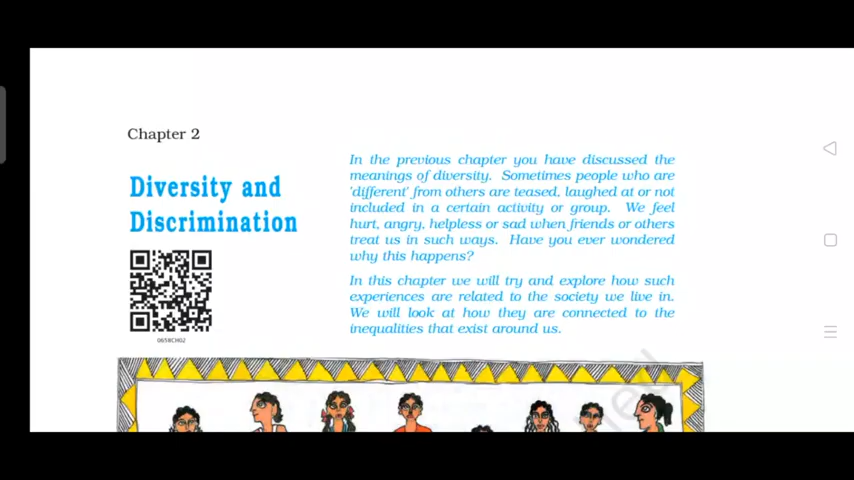 Chapter 2
Diversity and
Discrimination
0658CH02
In the previous chapter you have discussed the
meanings of diversity. Sometimes people who are
'different' from others are teased, laughed at or not
included in a certain activity or group. We feel
hurt, angry, helpless or sad when friends or others
treat us in such ways. Have you ever wondered
why this happens?
In this chapter we will try and explore how such
experiences are related to the society we live in.
We will look at how they are connected to the
inequalities that exist around us.